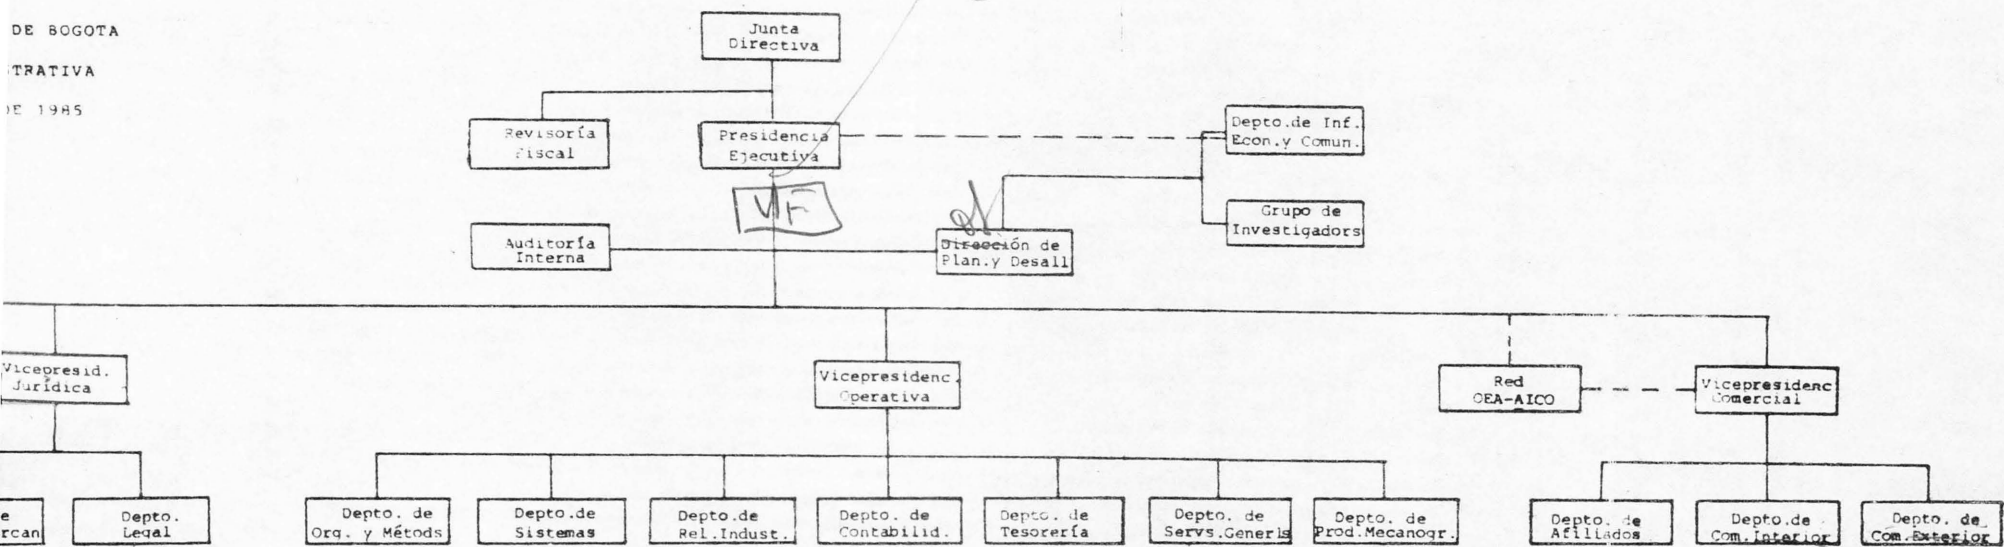 DE BOGOTA
TRATIVA
DE 1985
Junta
Directiva
Revisoría
Fiscal
Presidencia
Ejecutiva
Depto.de Inf.
Econ.y Comun.
VF
Grupo de
Investigadors
Auditoría
Interna
Dirección de
Plan.y Desall
Vicepresid.
Jurídica
Vicepresidenc.
Operativa
Red
OEA-AICO
Vicepresidenc
Comercial
e
rcan
Depto.
Legal
Depto. de
Org. y Métods
Depto.de
Sistemas
Depto.de
Rel.Indust.
Depto. de
Contabilid.
Depto. de
Tesorería
Depto. de
Servs.Generls
Depto. de
Prod.Mecanogr.
Depto. de
Afiliados
Depto.de
Com.Interior
Depto. de
Com.Exterior